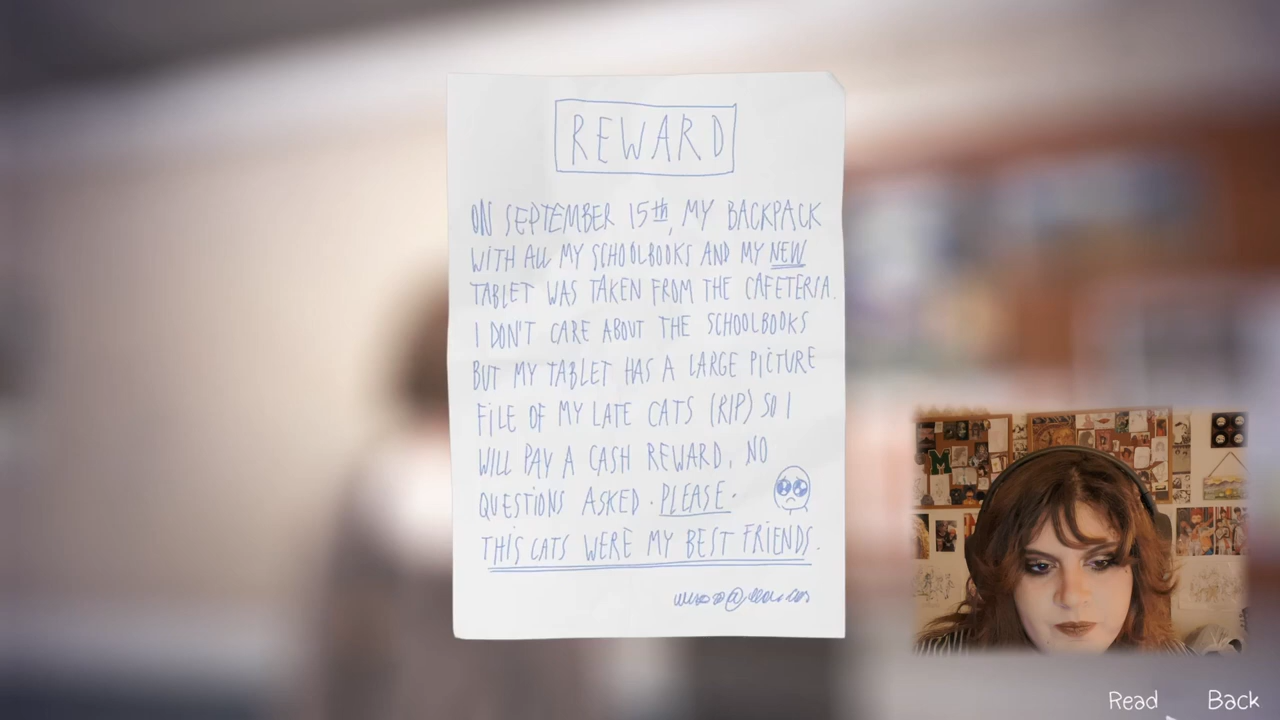 REWARD
ON SEPTEMBER 15th, MY BACKPACK
WITH ALL MY SCHOOLBOOKS AND MY NEW
TABLET WAS TAKEN FROM THE CAFETERIA.
I DON'T CARE ABOUT THE SCHOOLBOOKS
BUT MY TABLET HAS A LARGE PICTURE
FILE OF MY LATE CATS (RIP) SO I
WILL PAY A CASH REWARD, NO
QUESTIONS ASKED. PLEASE.
THIS CATS WERE MY BEST FRIENDS.
M
Read
Back